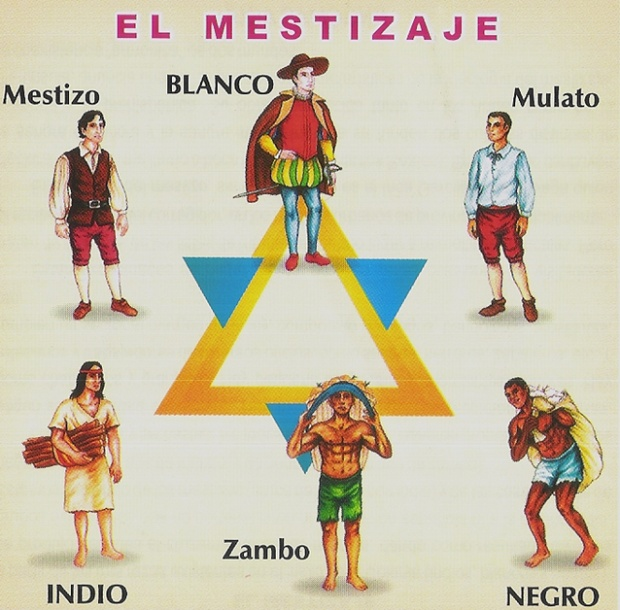 EL MESTIZAJE
Mestizo
BLANCO
Mulato
INDIO
Zambo
NEGRO